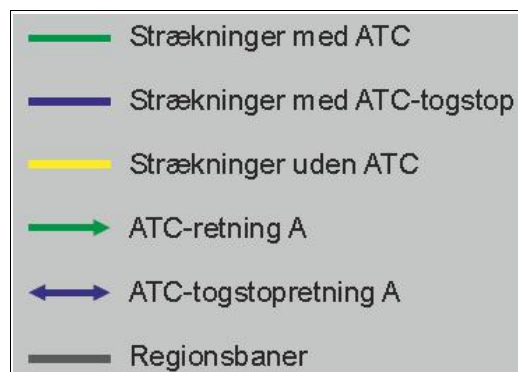 Strækninger med ATC
Strækninger med ATC-togstop
Strækninger uden ATC
ATC-retning A
ATC-togstopretning A
Regionsbaner